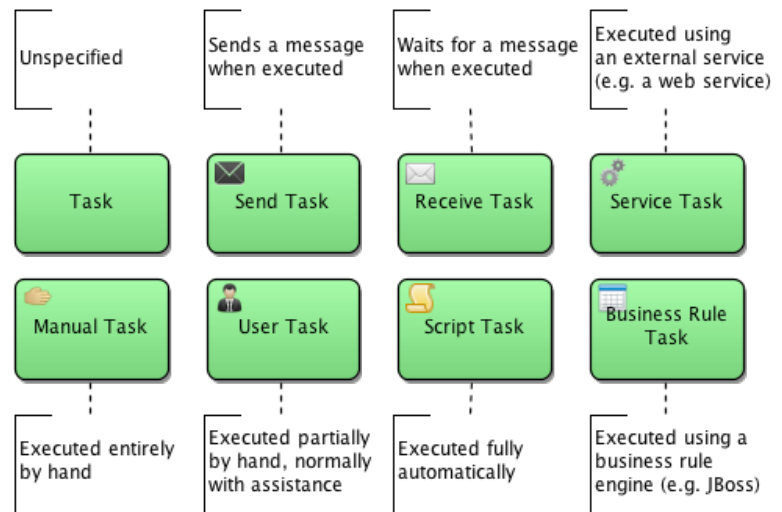 Unspecified
Sends a message
when executed
Waits for a message
when executed
Executed using
an external service
(e.g. a web service)
Task
Send Task
Receive Task
Service Task
Manual Task
User Task
Script Task
Business Rule
Task
Executed entirely
by hand
Executed partially
by hand, normally
with assistance
Executed fully
automatically
Executed using a
business rule
engine (e.g. JBoss)